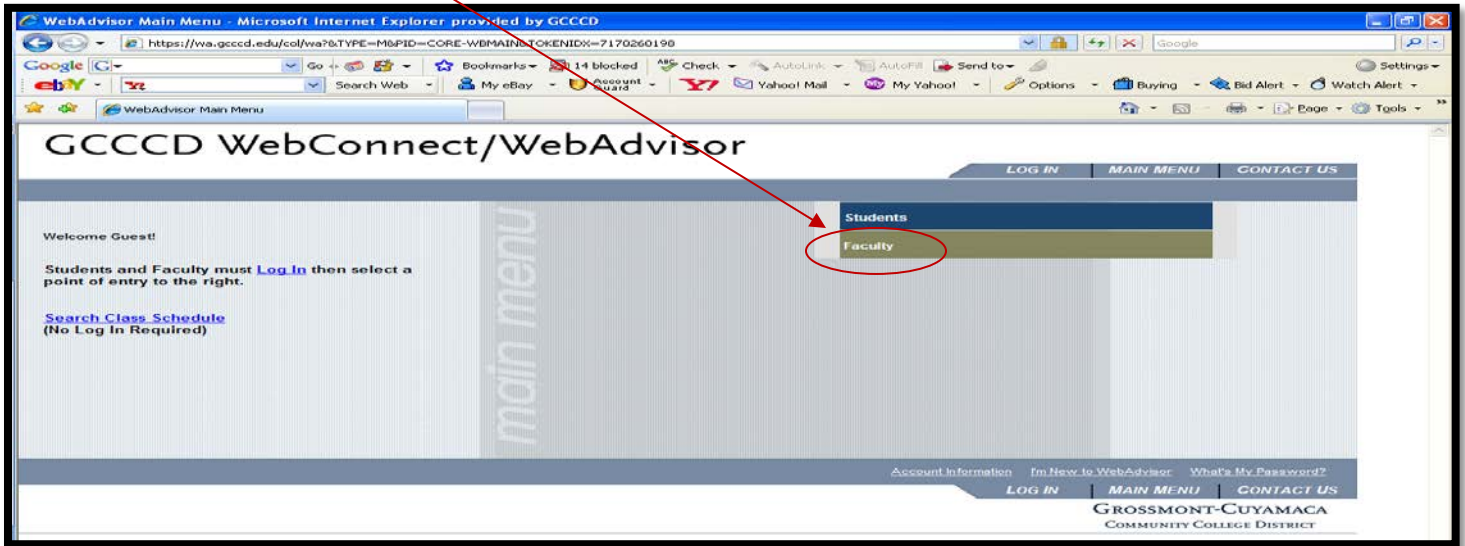 WebAdvisor Main Menu - Microsoft Internet Explorer provided by GCCCD
https://wa.gcccd.edu/col/wa?&TYPE=M&PID=CORE-WBMAIN&TOKENIDX=7170260190 Google
Google G Go Bookmarks 14 blocked Check AutoLink AutoFill Send to Settings
ebY Search Web My eBay Account Guard Y7 Yahoo! Mail My Yahoo! Options Buying Bid Alert Watch Alert
WebAdvisor Main Menu Page Tools
GCCCD WebConnect/WebAdvisor
LOG IN MAIN MENU CONTACT US
Students
Faculty
Welcome Guest!
Students and Faculty must Log In then select a
point of entry to the right.
Search Class Schedule
(No Log In Required)
main menu
Account Information I'm New to WebAdvisor What's My Password?
LOG IN MAIN MENU CONTACT US
GROSSMONT-CUYAMACA
COMMUNITY COLLEGE DISTRICT